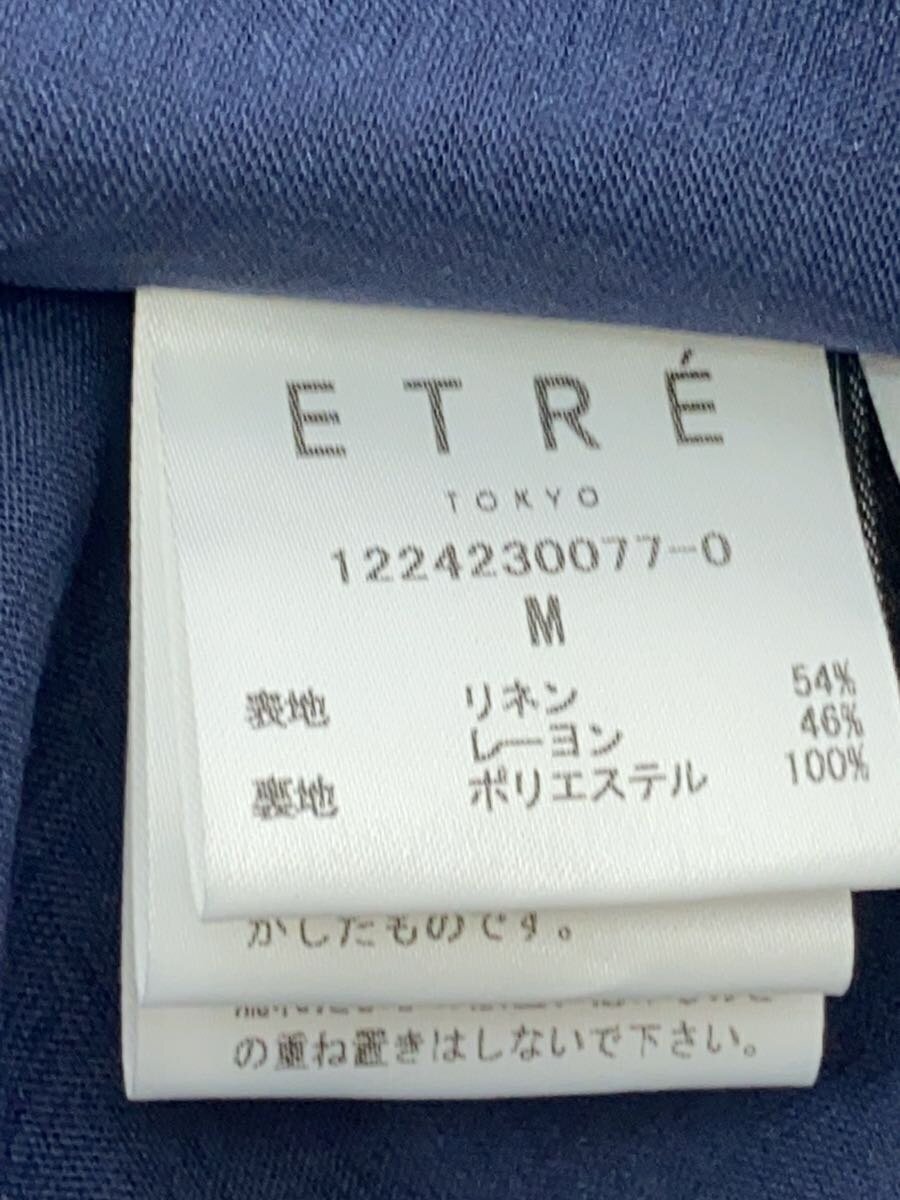 ETRÉ
TOKYO
1224230077-0
M
表地 リネン 54%
レーヨン 46%
裏地 ポリエステル 100%
かしたものです。
の重ね置きはしないで下さい。